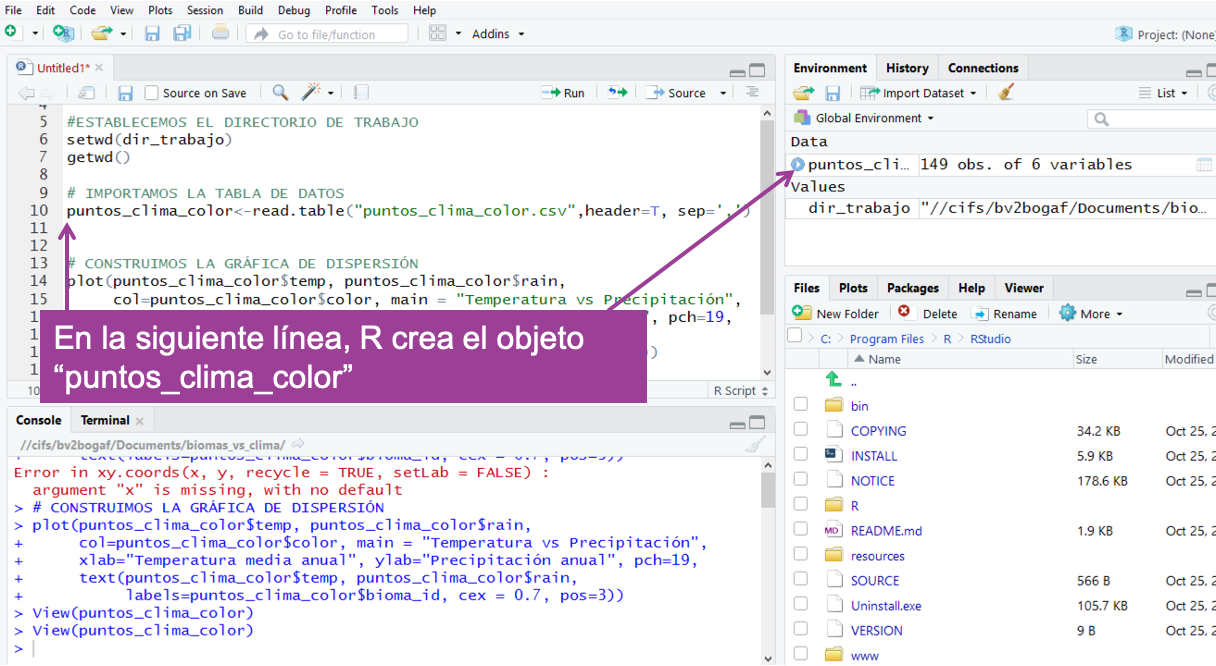 File Edit Code View Plots Session Build Debug Profile Tools Help
Go to file/function Addins Project: (None)
Untitled1*
Source on Save Run Source
5 #ESTABLECEMOS EL DIRECTORIO DE TRABAJO
6 setwd(dir_trabajo)
7 getwd()
8
9 # IMPORTAMOS LA TABLA DE DATOS
10 puntos_clima_color<-read.table("puntos_clima_color.csv",header=T, sep=',')
11
12
13 # CONSTRUIMOS LA GRÁFICA DE DISPERSIÓN
14 plot(puntos_clima_color$temp, puntos_clima_color$rain,
15 col=puntos_clima_color$color, main = "Temperatura vs Precipitación",
, pch=19,
En la siguiente línea, R crea el objeto
“puntos_clima_color”
R Script
Console Terminal
//cifs/bv2bogaf/Documents/biomas_vs_clima/
+ text(labels=puntos_clima_color$bioma_id, cex = 0.7, pos=3))
Error in xy.coords(x, y, recycle = TRUE, setLab = FALSE) :
argument "x" is missing, with no default
> # CONSTRUIMOS LA GRÁFICA DE DISPERSIÓN
> plot(puntos_clima_color$temp, puntos_clima_color$rain,
+ col=puntos_clima_color$color, main = "Temperatura vs Precipitación",
+ xlab="Temperatura media anual", ylab="Precipitación anual", pch=19,
+ text(puntos_clima_color$temp, puntos_clima_color$rain,
+ labels=puntos_clima_color$bioma_id, cex = 0.7, pos=3))
> View(puntos_clima_color)
> View(puntos_clima_color)
>
Environment History Connections
Import Dataset List
Global Environment
Data
puntos_cli… 149 obs. of 6 variables
Values
dir_trabajo "//cifs/bv2bogaf/Documents/bio…
Files Plots Packages Help Viewer
New Folder Delete Rename More
C: > Program Files > R > RStudio
Name Size Modified
..
bin
COPYING 34.2 KB Oct 25, 2
INSTALL 5.9 KB Oct 25, 2
NOTICE 178.6 KB Oct 25, 2
R
README.md 1.9 KB Oct 25, 2
resources
SOURCE 566 B Oct 25, 2
Uninstall.exe 105.7 KB Oct 25, 2
VERSION 9 B Oct 25, 2
www